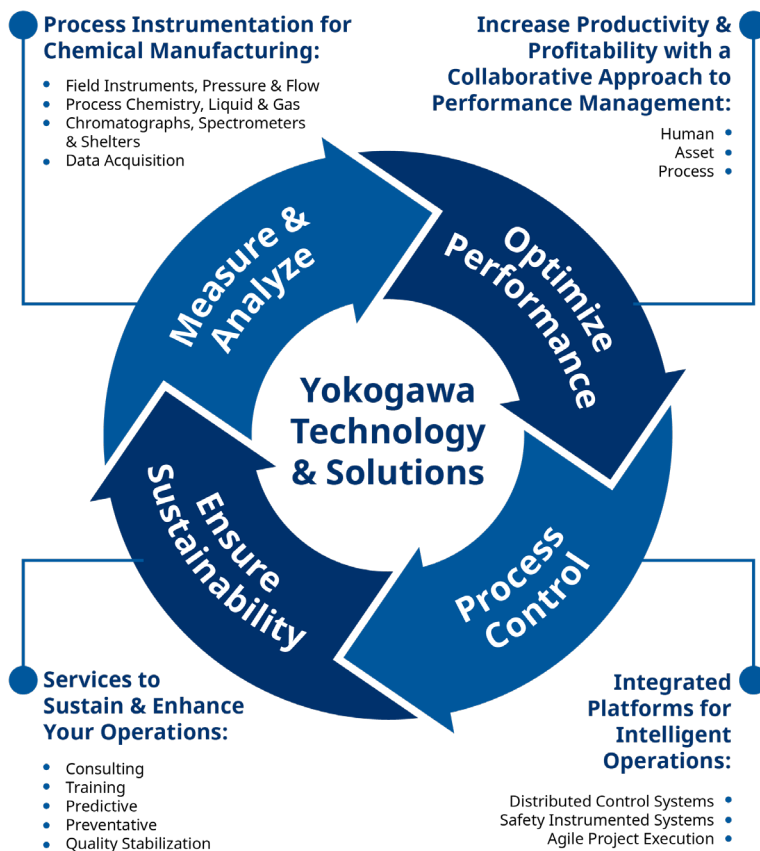 Process Instrumentation for
Chemical Manufacturing:
Field Instruments, Pressure & Flow
Process Chemistry, Liquid & Gas
Chromatographs, Spectrometers
& Shelters
Data Acquisition
Increase Productivity &
Profitability with a
Collaborative Approach to
Performance Management:
Human
Asset
Process
Measure &
Analyze
Optimize
Performance
Yokogawa
Technology
& Solutions
Ensure
Sustainability
Process
Control
Services to
Sustain & Enhance
Your Operations:
Consulting
Training
Predictive
Preventative
Quality Stabilization
Integrated
Platforms for
Intelligent
Operations:
Distributed Control Systems
Safety Instrumented Systems
Agile Project Execution